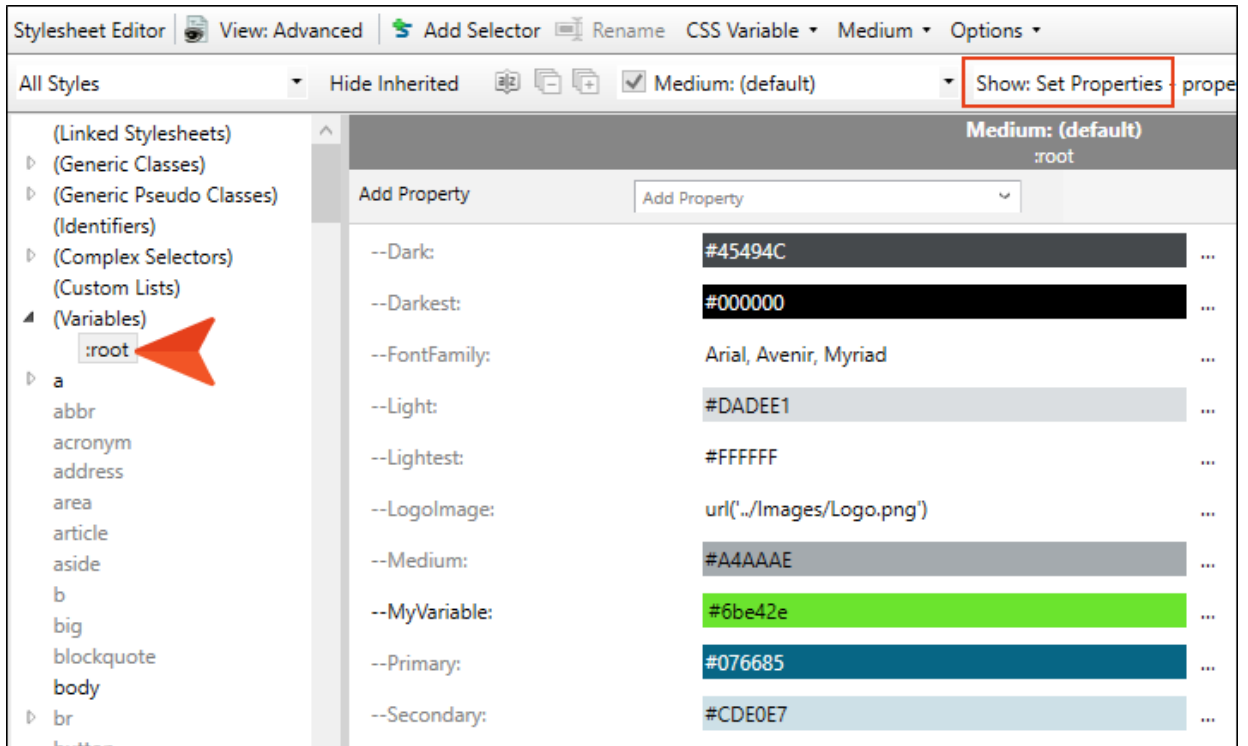 Stylesheet Editor View: Advanced Add Selector Rename CSS Variable Medium Options
All Styles Hide Inherited Medium: (default) Show: Set Properties
(Linked Stylesheets)
(Generic Classes)
(Generic Pseudo Classes)
(Identifiers)
(Complex Selectors)
(Custom Lists)
(Variables)
:root
a
abbr
acronym
address
area
article
aside
b
big
blockquote
body
br
Medium: (default)
:root
Add Property Add Property
--Dark: #45494C ...
--Darkest: #000000 ...
--FontFamily: Arial, Avenir, Myriad ...
--Light: #DADEE1 ...
--Lightest: #FFFFFF ...
--LogoImage: url('../Images/Logo.png') ...
--Medium: #A4AAAE ...
--MyVariable: #6be42e ...
--Primary: #076685 ...
--Secondary: #CDE0E7 ...